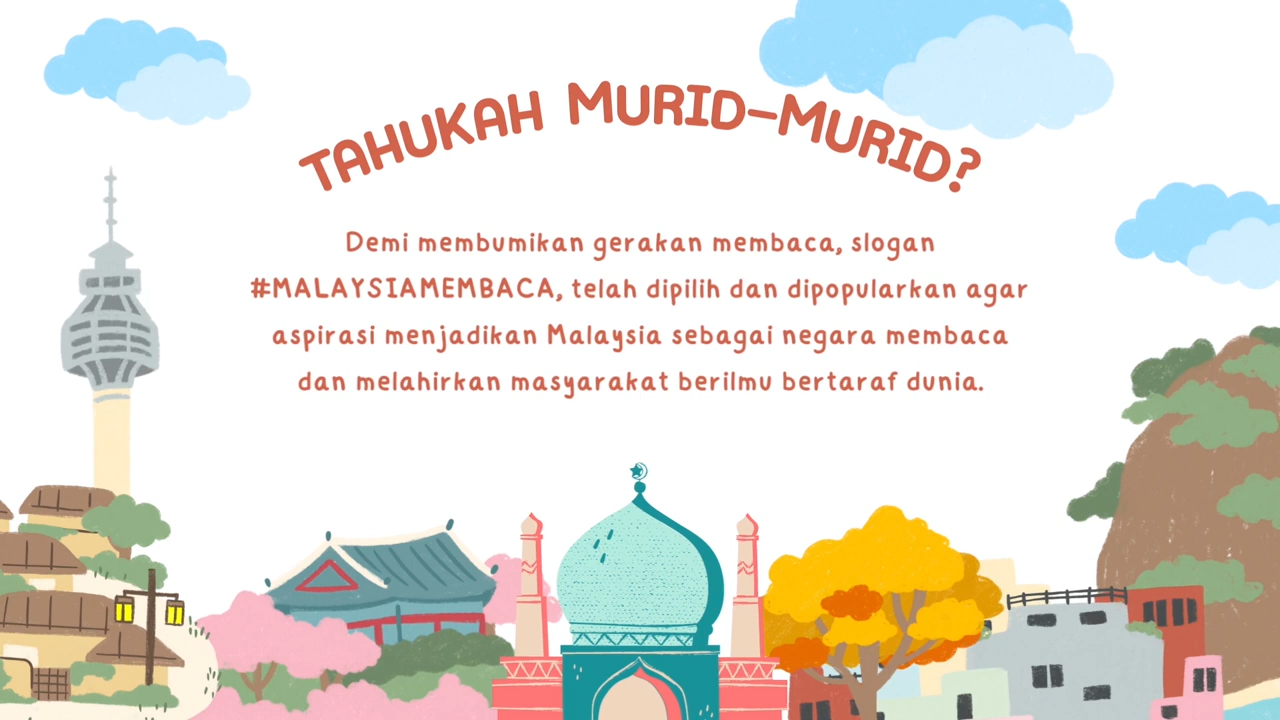 TAHUKAH MURID-MURID?
Demi membumikan gerakan membaca, slogan
#MALAYSIAMEMBACA, telah dipilih dan dipopularkan agar
aspirasi menjadikan Malaysia sebagai negara membaca
dan melahirkan masyarakat berilmu bertaraf dunia.